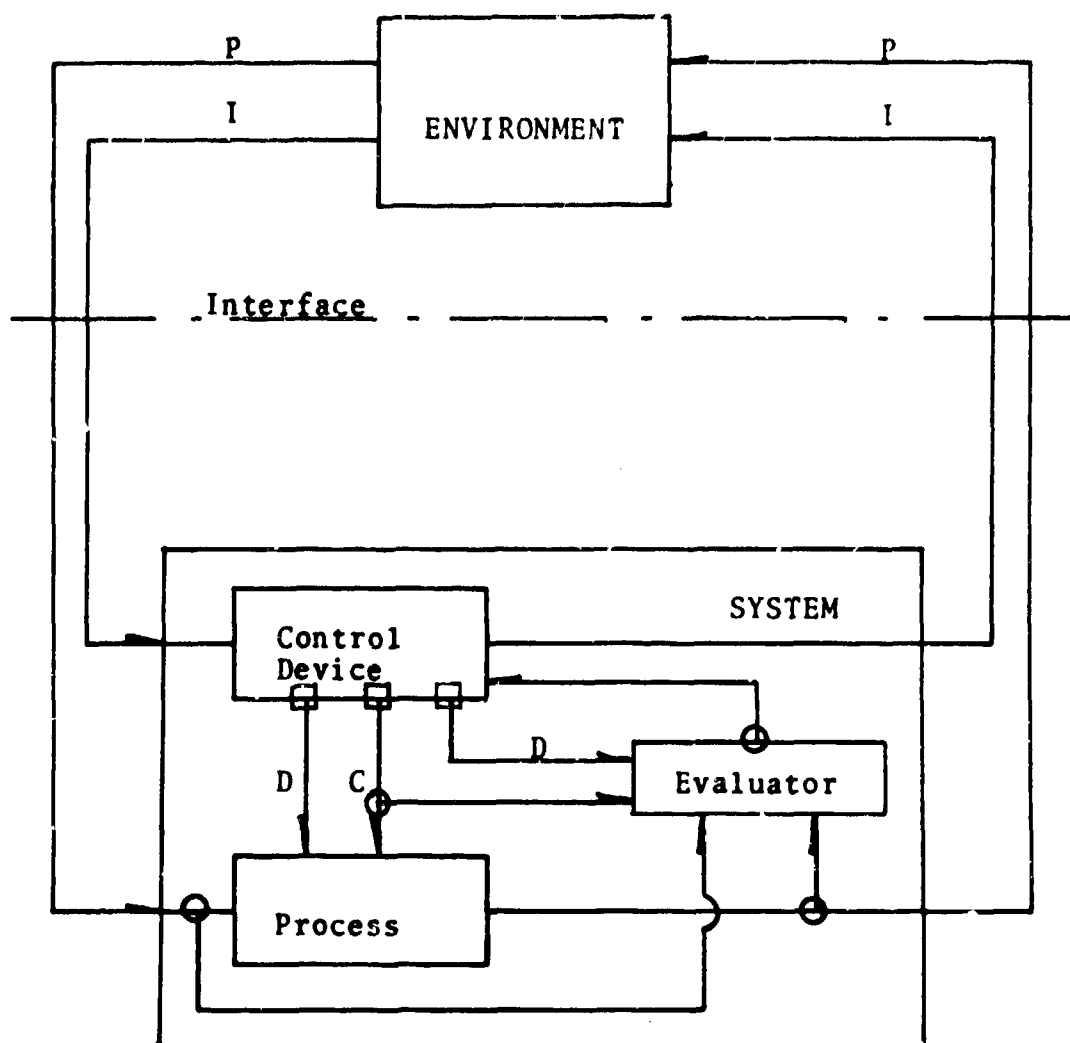 P
P
I
ENVIRONMENT
I
Interface
SYSTEM
Control
Device
D
D
C
Evaluator
Process